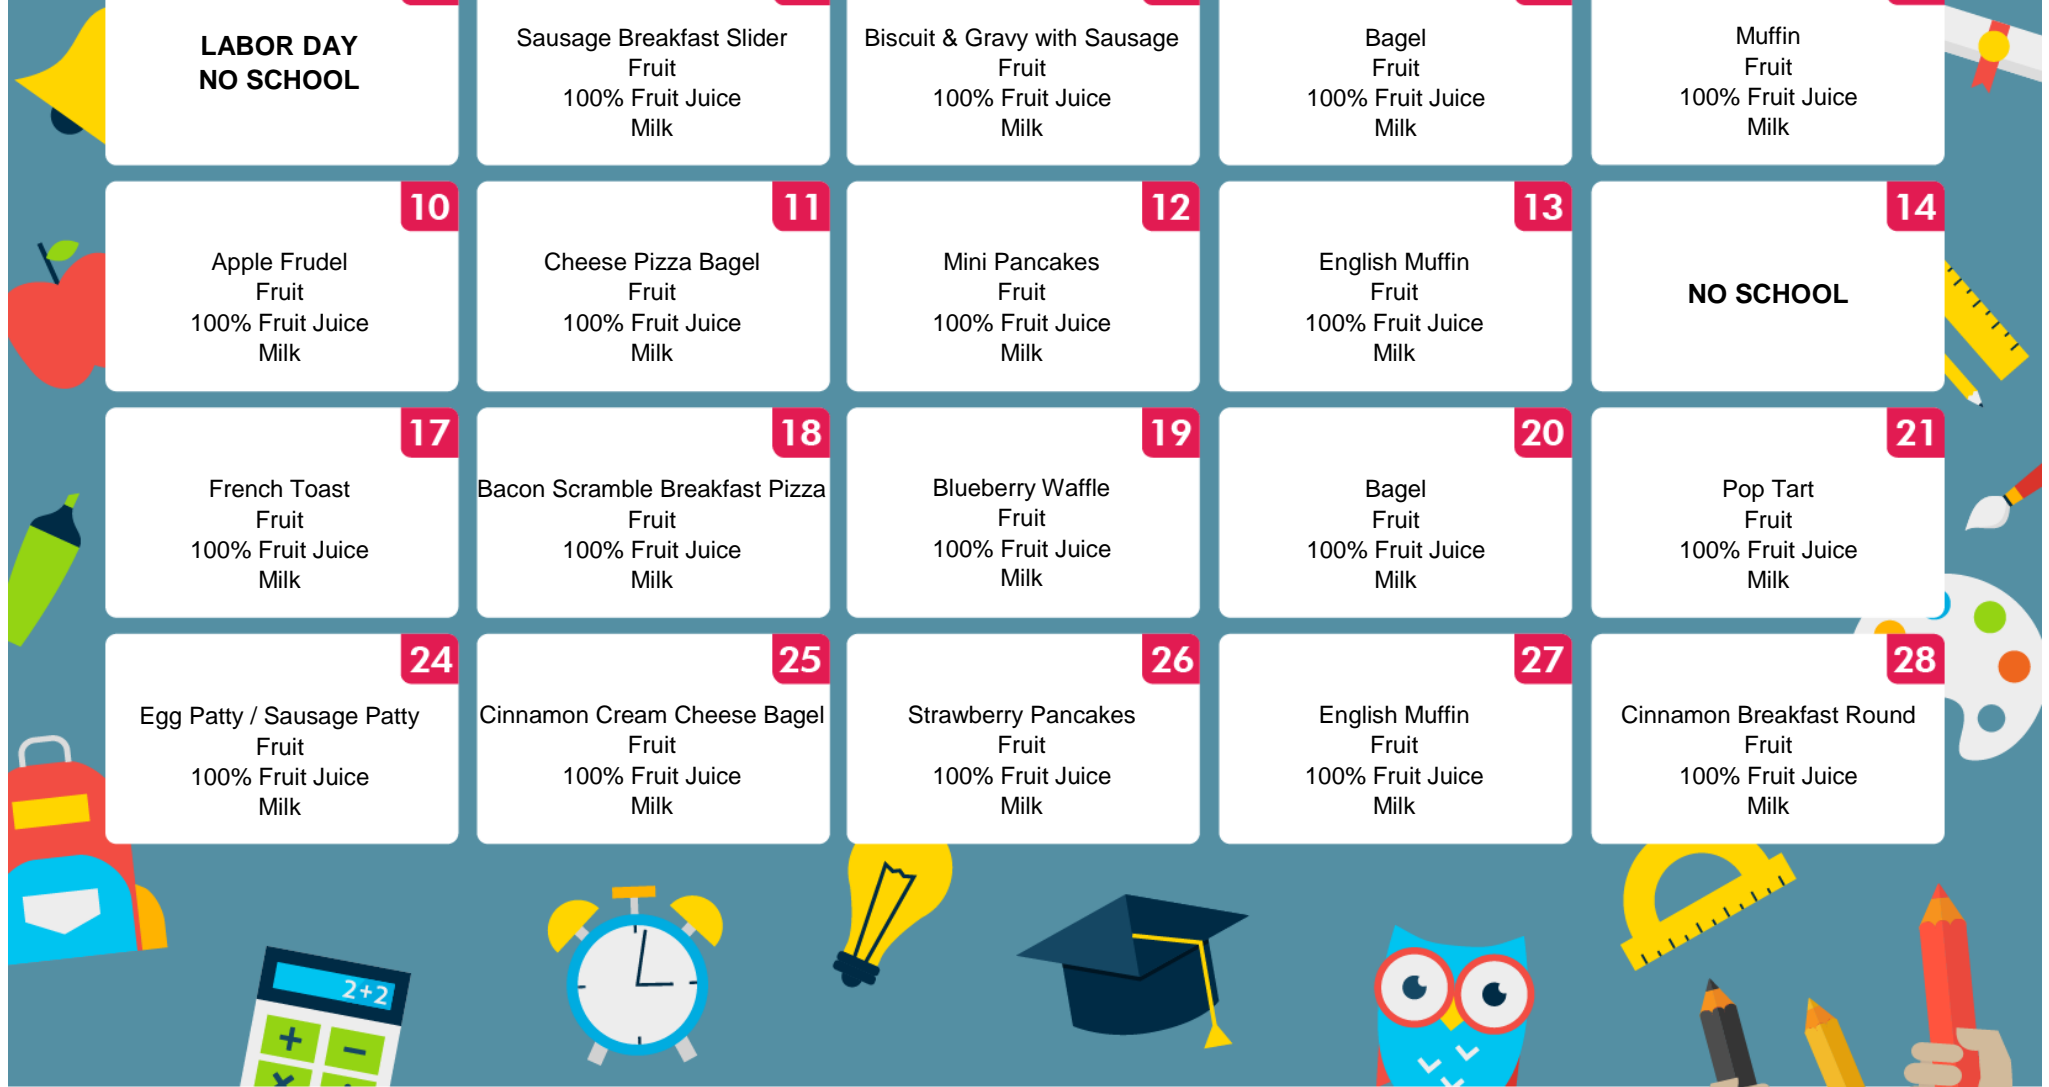 LABOR DAY
NO SCHOOL
Sausage Breakfast Slider
Fruit
100% Fruit Juice
Milk
Biscuit & Gravy with Sausage
Fruit
100% Fruit Juice
Milk
Bagel
Fruit
100% Fruit Juice
Milk
Muffin
Fruit
100% Fruit Juice
Milk
10
Apple Frudel
Fruit
100% Fruit Juice
Milk
11
Cheese Pizza Bagel
Fruit
100% Fruit Juice
Milk
12
Mini Pancakes
Fruit
100% Fruit Juice
Milk
13
English Muffin
Fruit
100% Fruit Juice
Milk
14
NO SCHOOL
17
French Toast
Fruit
100% Fruit Juice
Milk
18
Bacon Scramble Breakfast Pizza
Fruit
100% Fruit Juice
Milk
19
Blueberry Waffle
Fruit
100% Fruit Juice
Milk
20
Bagel
Fruit
100% Fruit Juice
Milk
21
Pop Tart
Fruit
100% Fruit Juice
Milk
24
Egg Patty / Sausage Patty
Fruit
100% Fruit Juice
Milk
25
Cinnamon Cream Cheese Bagel
Fruit
100% Fruit Juice
Milk
26
Strawberry Pancakes
Fruit
100% Fruit Juice
Milk
27
English Muffin
Fruit
100% Fruit Juice
Milk
28
Cinnamon Breakfast Round
Fruit
100% Fruit Juice
Milk
2+2
+ −